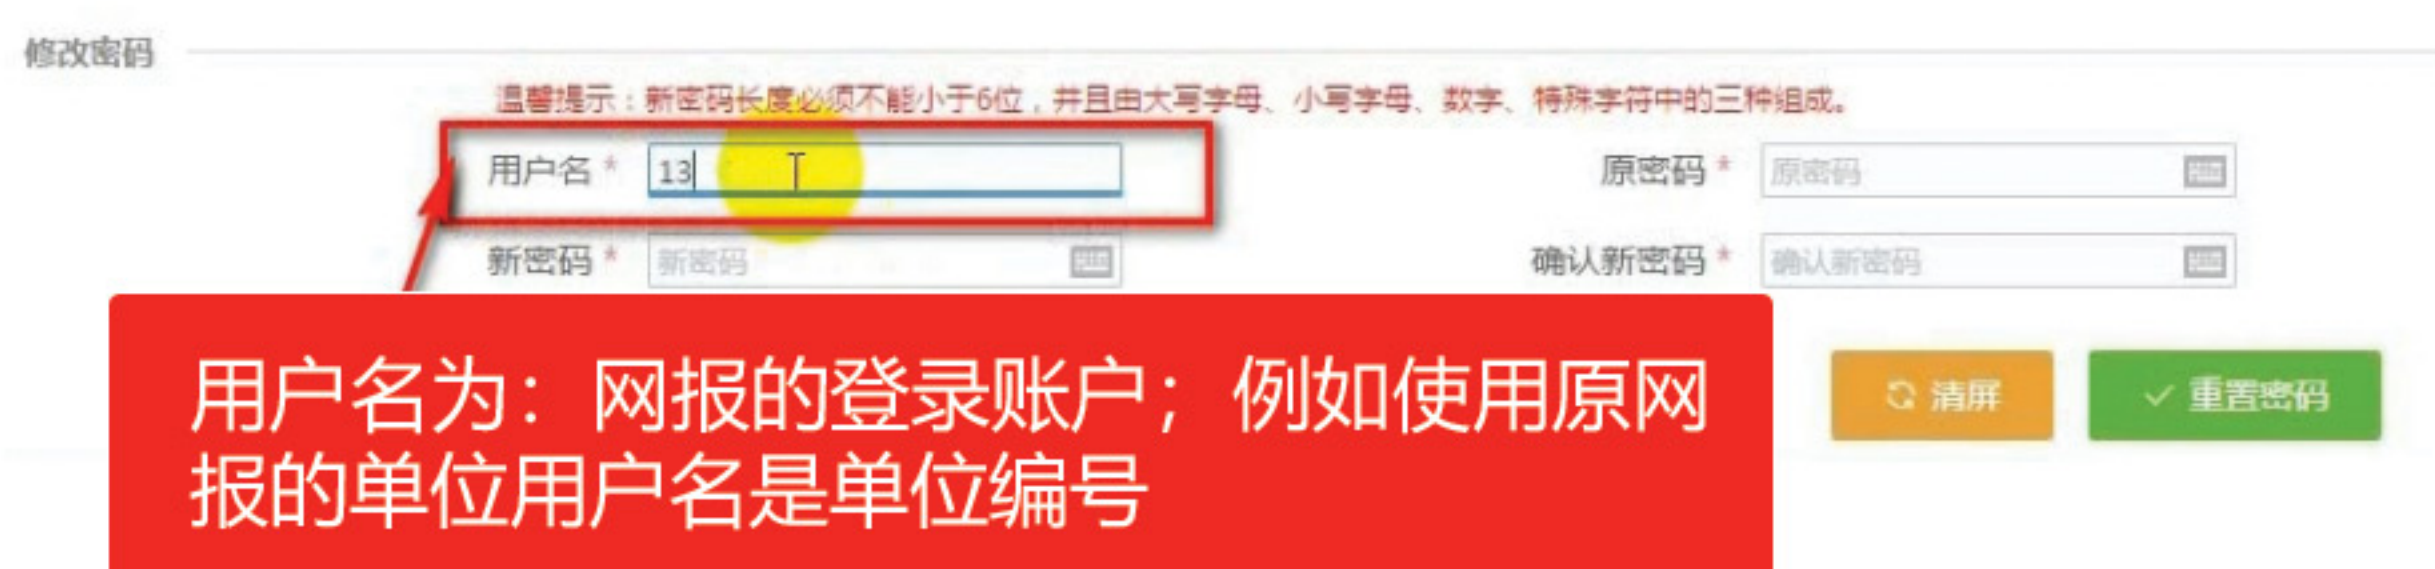 修改密码
温馨提示：新密码长度必须不能小于6位，并且由大写字母、小写字母、数字、特殊字符中的三种组成。
用户名 * 13 原密码 * 原密码
新密码 * 新密码 确认新密码 * 确认新密码
用户名为：网报的登录账户；例如使用原网
报的单位用户名是单位编号
清屏 重置密码